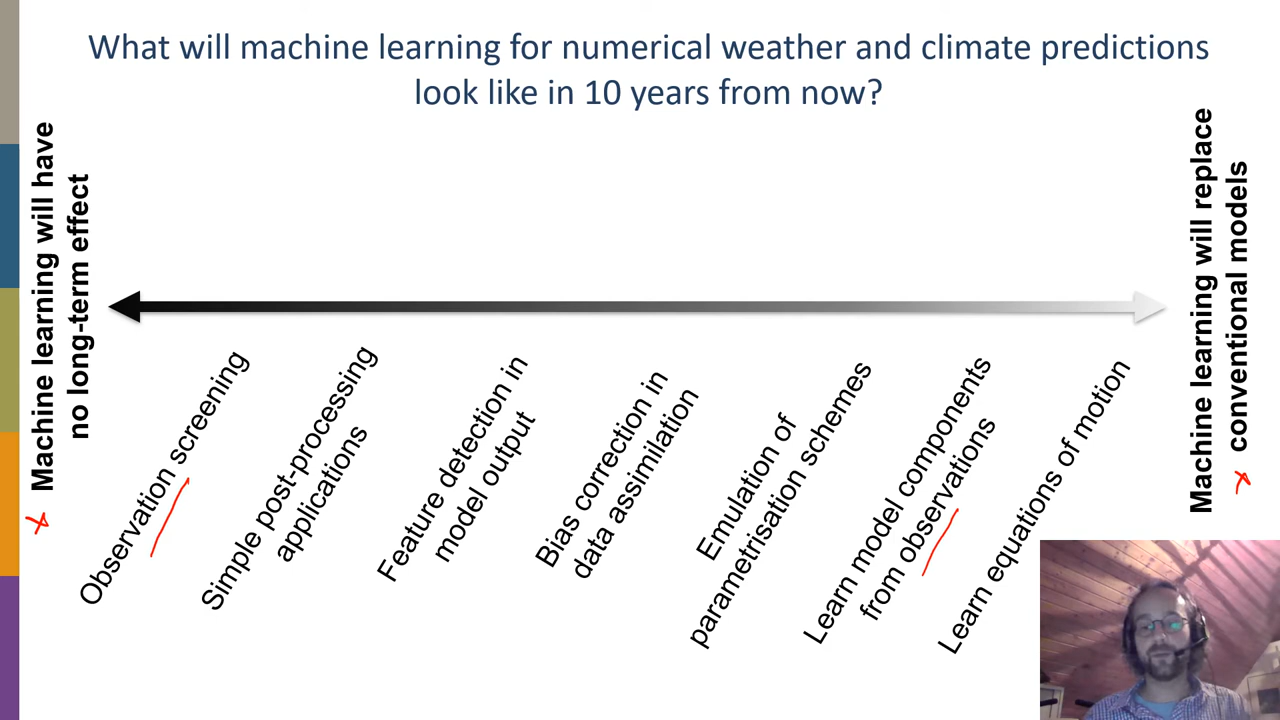 What will machine learning for numerical weather and climate predictions
look like in 10 years from now?
Machine learning will have
no long-term effect
Machine learning will replace
conventional models
Observation screening
Simple post-processing
applications
Feature detection in
model output
Bias correction in
data assimilation
Emulation of
parametrisation schemes
Learn model components
from observations
Learn equations of motion